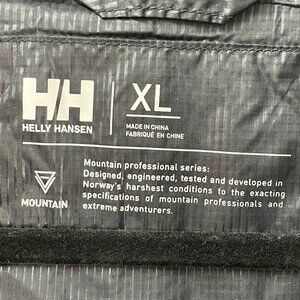 HH
HELLY HANSEN
XL
MADE IN CHINA
FABRIQUÉ EN CHINE
MOUNTAIN
Mountain professional series:
Designed, engineered, tested and developed in
Norway's harshest conditions to the exacting
specifications of mountain professionals and
extreme adventurers.